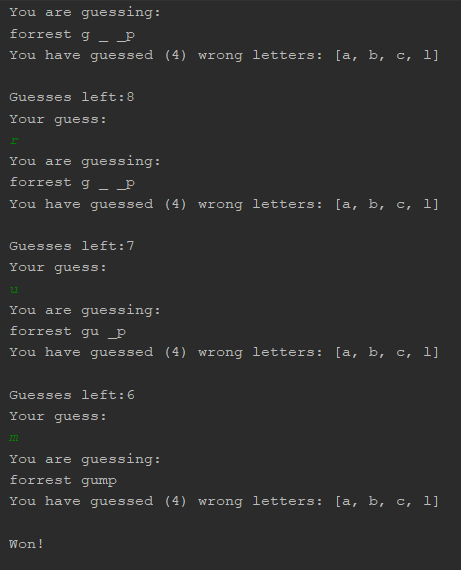 You are guessing:
forrest g _ _p
You have guessed (4) wrong letters: [a, b, c, l]
Guesses left:8
Your guess:
r
You are guessing:
forrest g _ _p
You have guessed (4) wrong letters: [a, b, c, l]
Guesses left:7
Your guess:
u
You are guessing:
forrest gu _p
You have guessed (4) wrong letters: [a, b, c, l]
Guesses left:6
Your guess:
m
You are guessing:
forrest gump
You have guessed (4) wrong letters: [a, b, c, l]
Won!